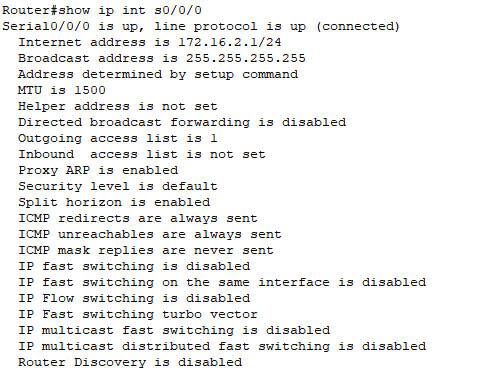 Router#show ip int s0/0/0
Serial0/0/0 is up, line protocol is up (connected)
Internet address is 172.16.2.1/24
Broadcast address is 255.255.255.255
Address determined by setup command
MTU is 1500
Helper address is not set
Directed broadcast forwarding is disabled
Outgoing access list is 1
Inbound  access list is not set
Proxy ARP is enabled
Security level is default
Split horizon is enabled
ICMP redirects are always sent
ICMP unreachables are always sent
ICMP mask replies are never sent
IP fast switching is disabled
IP fast switching on the same interface is disabled
IP Flow switching is disabled
IP Fast switching turbo vector
IP multicast fast switching is disabled
IP multicast distributed fast switching is disabled
Router Discovery is disabled